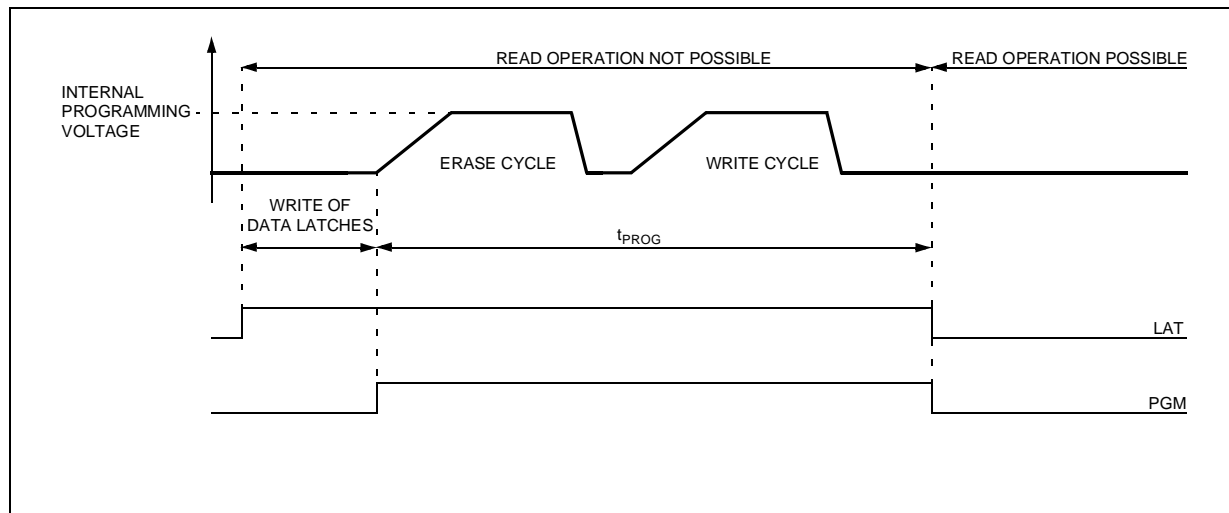 READ OPERATION NOT POSSIBLE
READ OPERATION POSSIBLE
INTERNAL
PROGRAMMING
VOLTAGE
ERASE CYCLE
WRITE CYCLE
WRITE OF
DATA LATCHES
tPROG
LAT
PGM